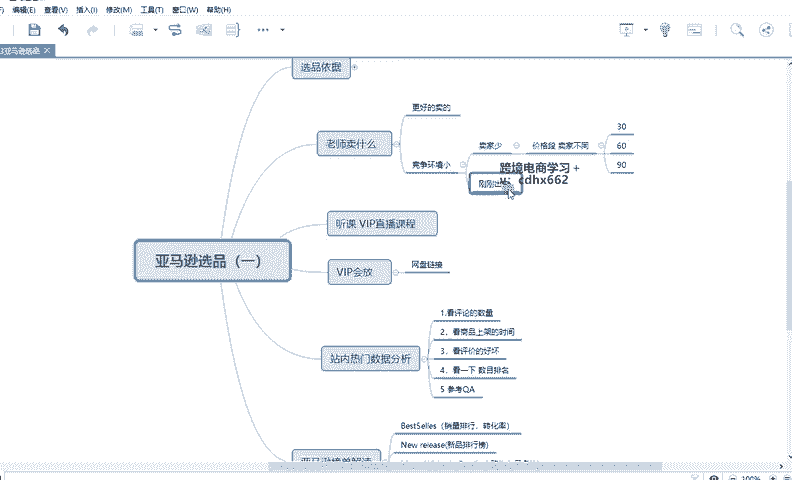 编辑(E) 查看(V) 插入(I) 修改(M) 工具(T) 窗口(W) 帮助(H)
选品依据
更好的卖的
30
老师卖什么
卖家少
价格段 卖家不同
60
竞争环境小
90
跨境电商学习 +
v：cdhx662
刚刚
听课 VIP直播课程
亚马逊选品（一）
VIP会放
网盘链接
1.看评论的数量
2、看商品上架的时间
站内热门数据分析
3、看评价的好坏
4、看一下 数目排名
5 参考QA
BestSelles（销量排行、转化率）
New release(新品排行榜)
100%